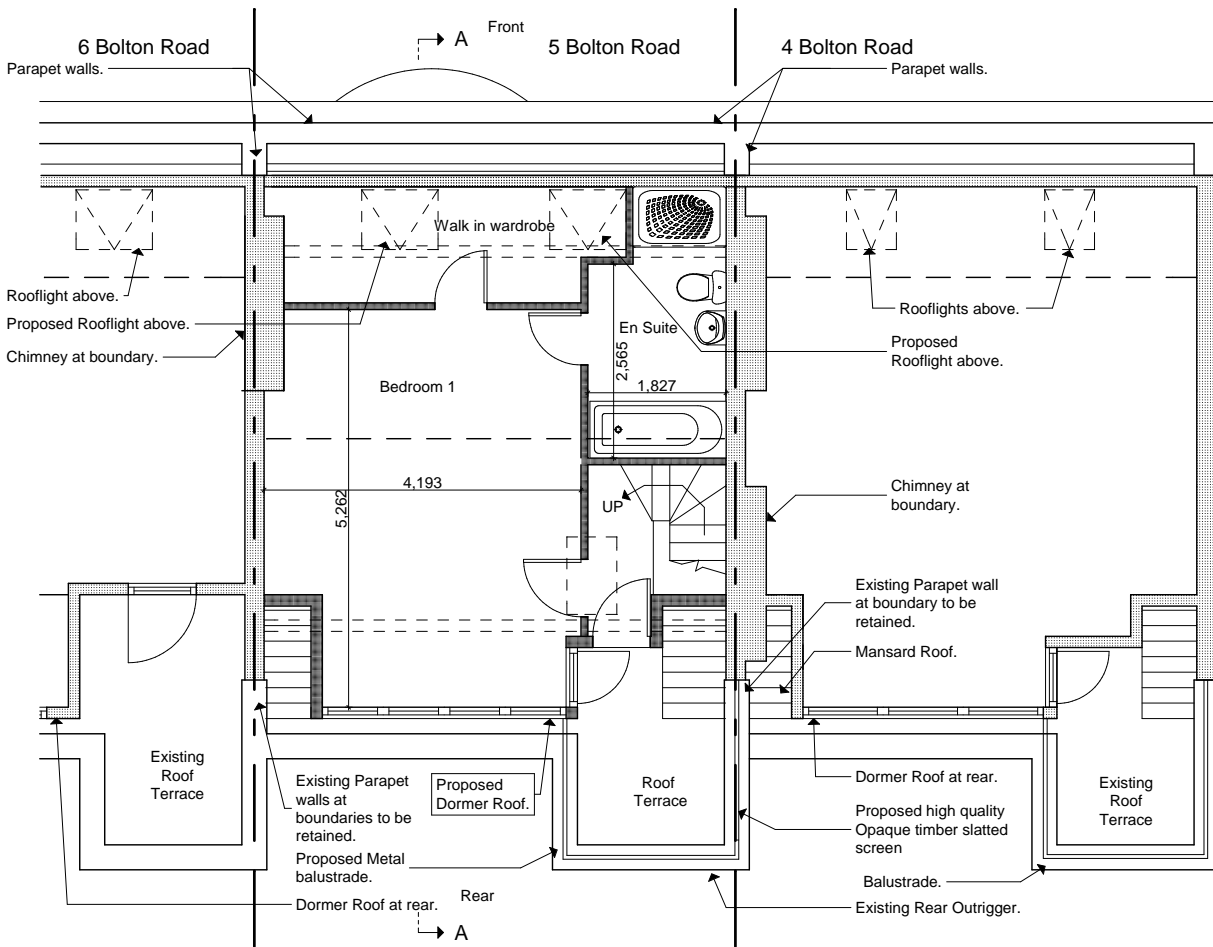 Front
A
6 Bolton Road
5 Bolton Road
4 Bolton Road
Parapet walls.
Parapet walls.
Walk in wardrobe
Rooflight above.
Proposed Rooflight above.
Chimney at boundary.
Rooflights above.
Proposed
Rooflight above.
En Suite
2,565
1,827
Bedroom 1
4,193
5,262
UP
Chimney at
boundary.
Existing Parapet wall
at boundary to be
retained.
Mansard Roof.
Existing
Roof
Terrace
Existing Parapet
walls at
boundaries to be
retained.
Proposed
Dormer Roof.
Roof
Terrace
Dormer Roof at rear.
Proposed high quality
Opaque timber slatted
screen
Existing
Roof
Terrace
Proposed Metal
balustrade.
Balustrade.
Dormer Roof at rear.
Rear
Existing Rear Outrigger.
A